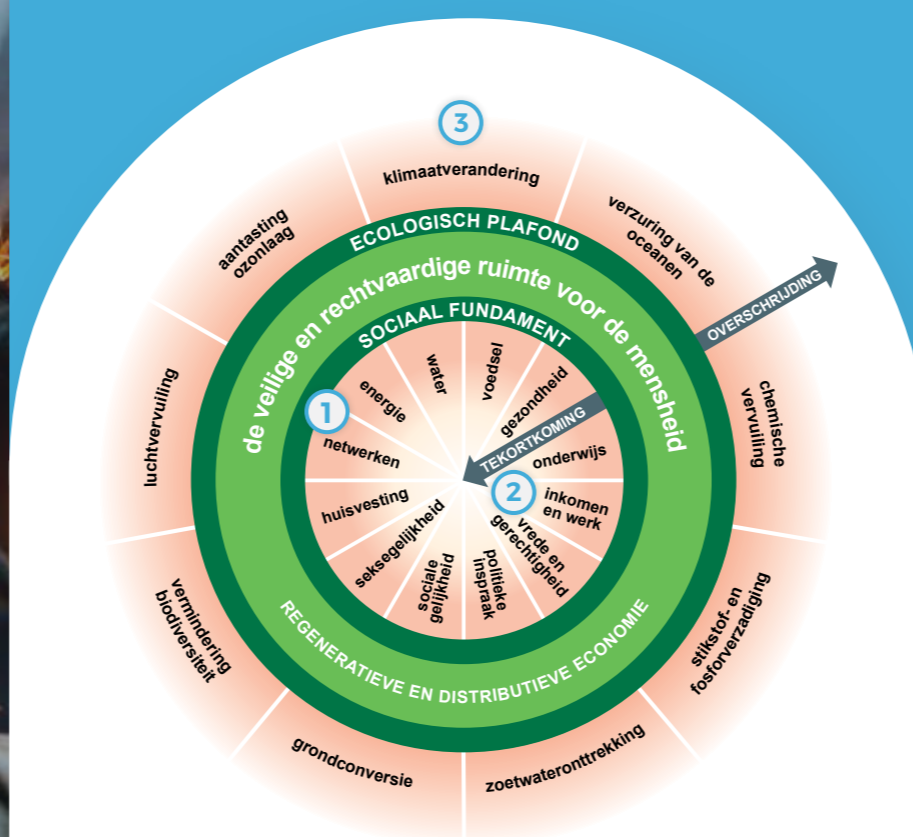 3
klimaatverandering
verzuring van de
oceanen
OVERSCHRIJDING
chemische
vervuiling
stikstof- en
fosforverzadiging
zoetwateronttrekking
grondconversie
vermindering
biodiversiteit
luchtvervuiling
aantasting
ozonlaag
ECOLOGISCH PLAFOND
de veilige en rechtvaardige ruimte voor de mensheid
SOCIAAL FUNDAMENT
water
voedsel
gezondheid
TEKORTKOMING
onderwijs
2
inkomen
en werk
vrede en
gerechtigheid
politieke
inspraak
sociale
gelijkheid
seksegelijkheid
huisvesting
netwerken
1
energie
REGENERATIEVE EN DISTRIBUTIEVE ECONOMIE